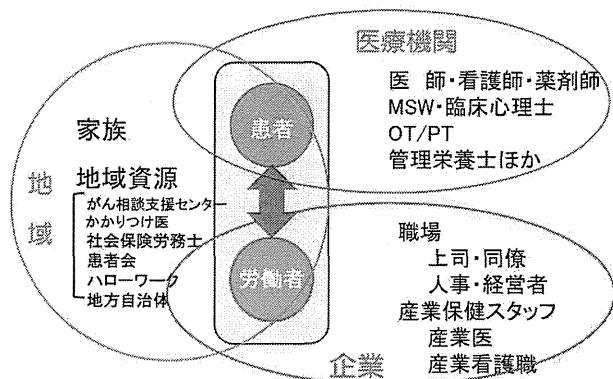 医療機関
医 師・看護師・薬剤師
MSW・臨床心理士
OT/PT
管理栄養士ほか
患者
家族
地域
地域資源
がん相談支援センター
かかりつけ医
社会保険労務士
患者会
ハローワーク
地方自治体
労働者
職場
上司・同僚
人事・経営者
産業保健スタッフ
産業医
産業看護職
企業